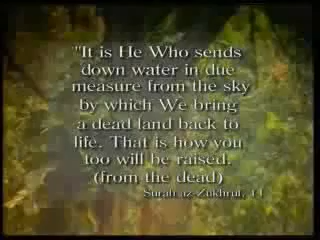 "It is He Who sends
down water in due
measure from the sky
by which We bring
a dead land back to
life. That is how you
too will be raised.
(from the dead)
Surah az-Zukhruf, 11